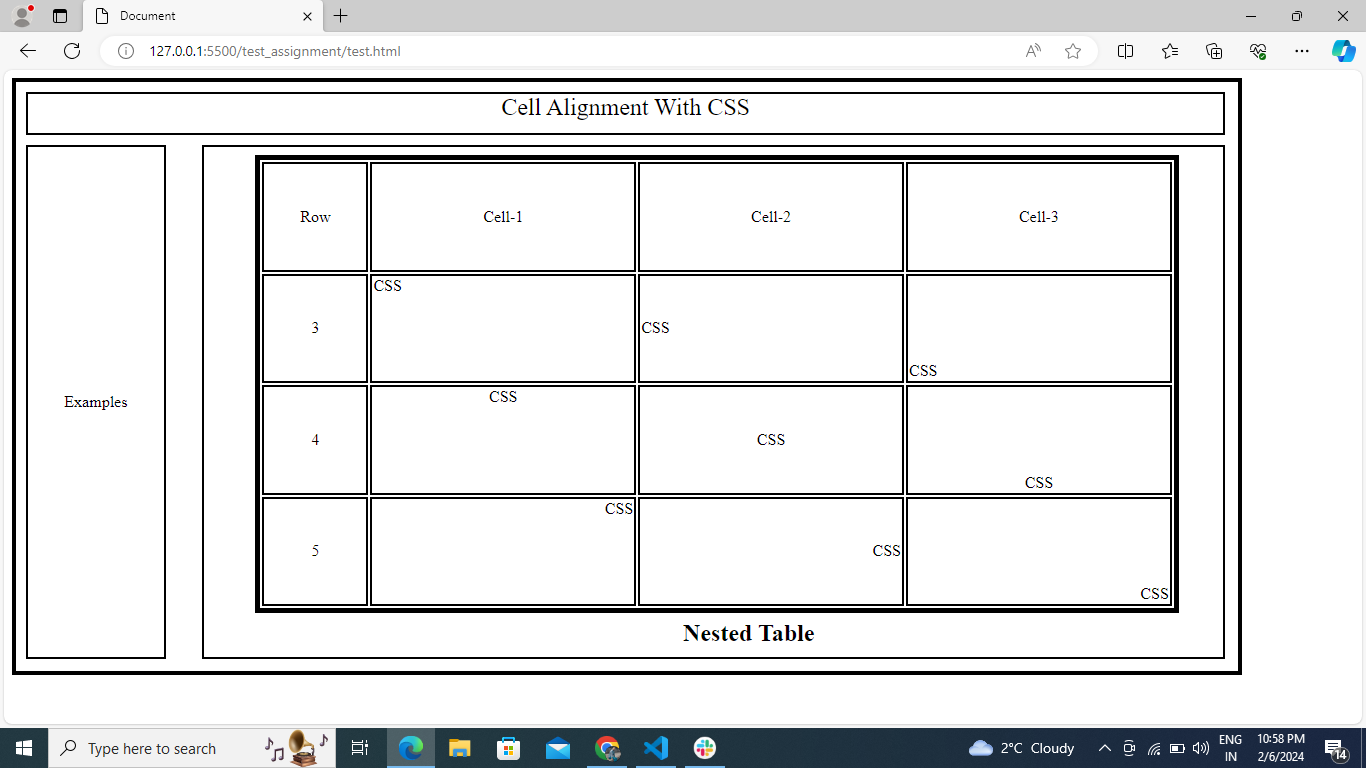 Document
127.0.0.1:5500/test_assignment/test.html
Cell Alignment With CSS
Examples
Row Cell-1 Cell-2 Cell-3
3 CSS CSS CSS
4 CSS CSS CSS
5 CSS CSS CSS
Nested Table
Type here to search
2°C Cloudy
ENG
IN
10:58 PM
2/6/2024
14